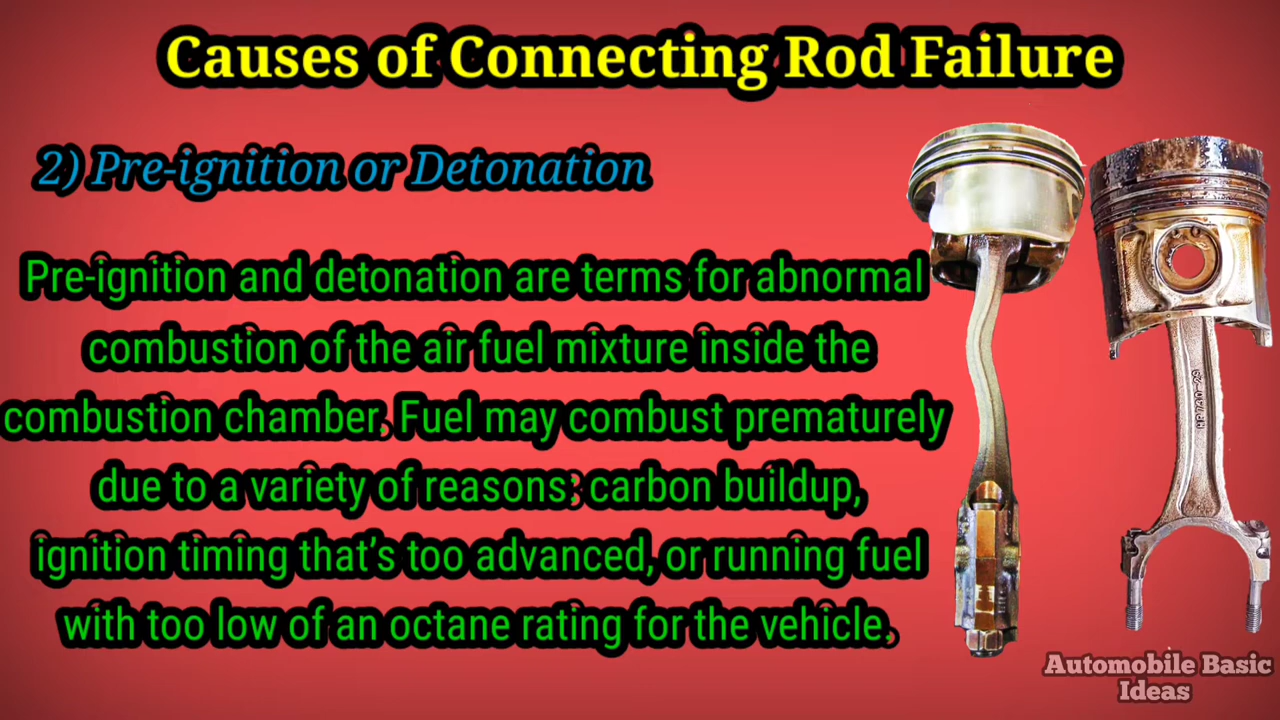 Causes of Connecting Rod Failure
2) Pre-ignition or Detonation
Pre-ignition and detonation are terms for abnormal
combustion of the air fuel mixture inside the
combustion chamber. Fuel may combust prematurely
due to a variety of reasons: carbon buildup,
ignition timing that's too advanced, or running fuel
with too low of an octane rating for the vehicle.
Automobile Basic
Ideas